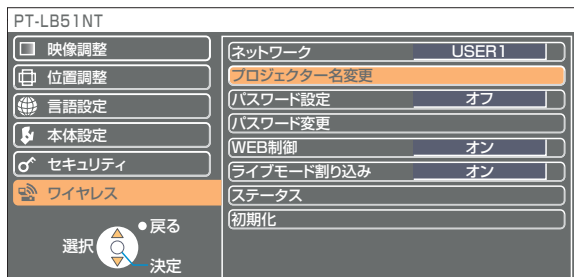 PT-LB51NT
映像調整
位置調整
言語設定
本体設定
セキュリティ
ワイヤレス
戻る
選択
決定
ネットワーク USER1
プロジェクター名変更
パスワード設定 オフ
パスワード変更
WEB制御 オン
ライブモード割り込み オン
ステータス
初期化